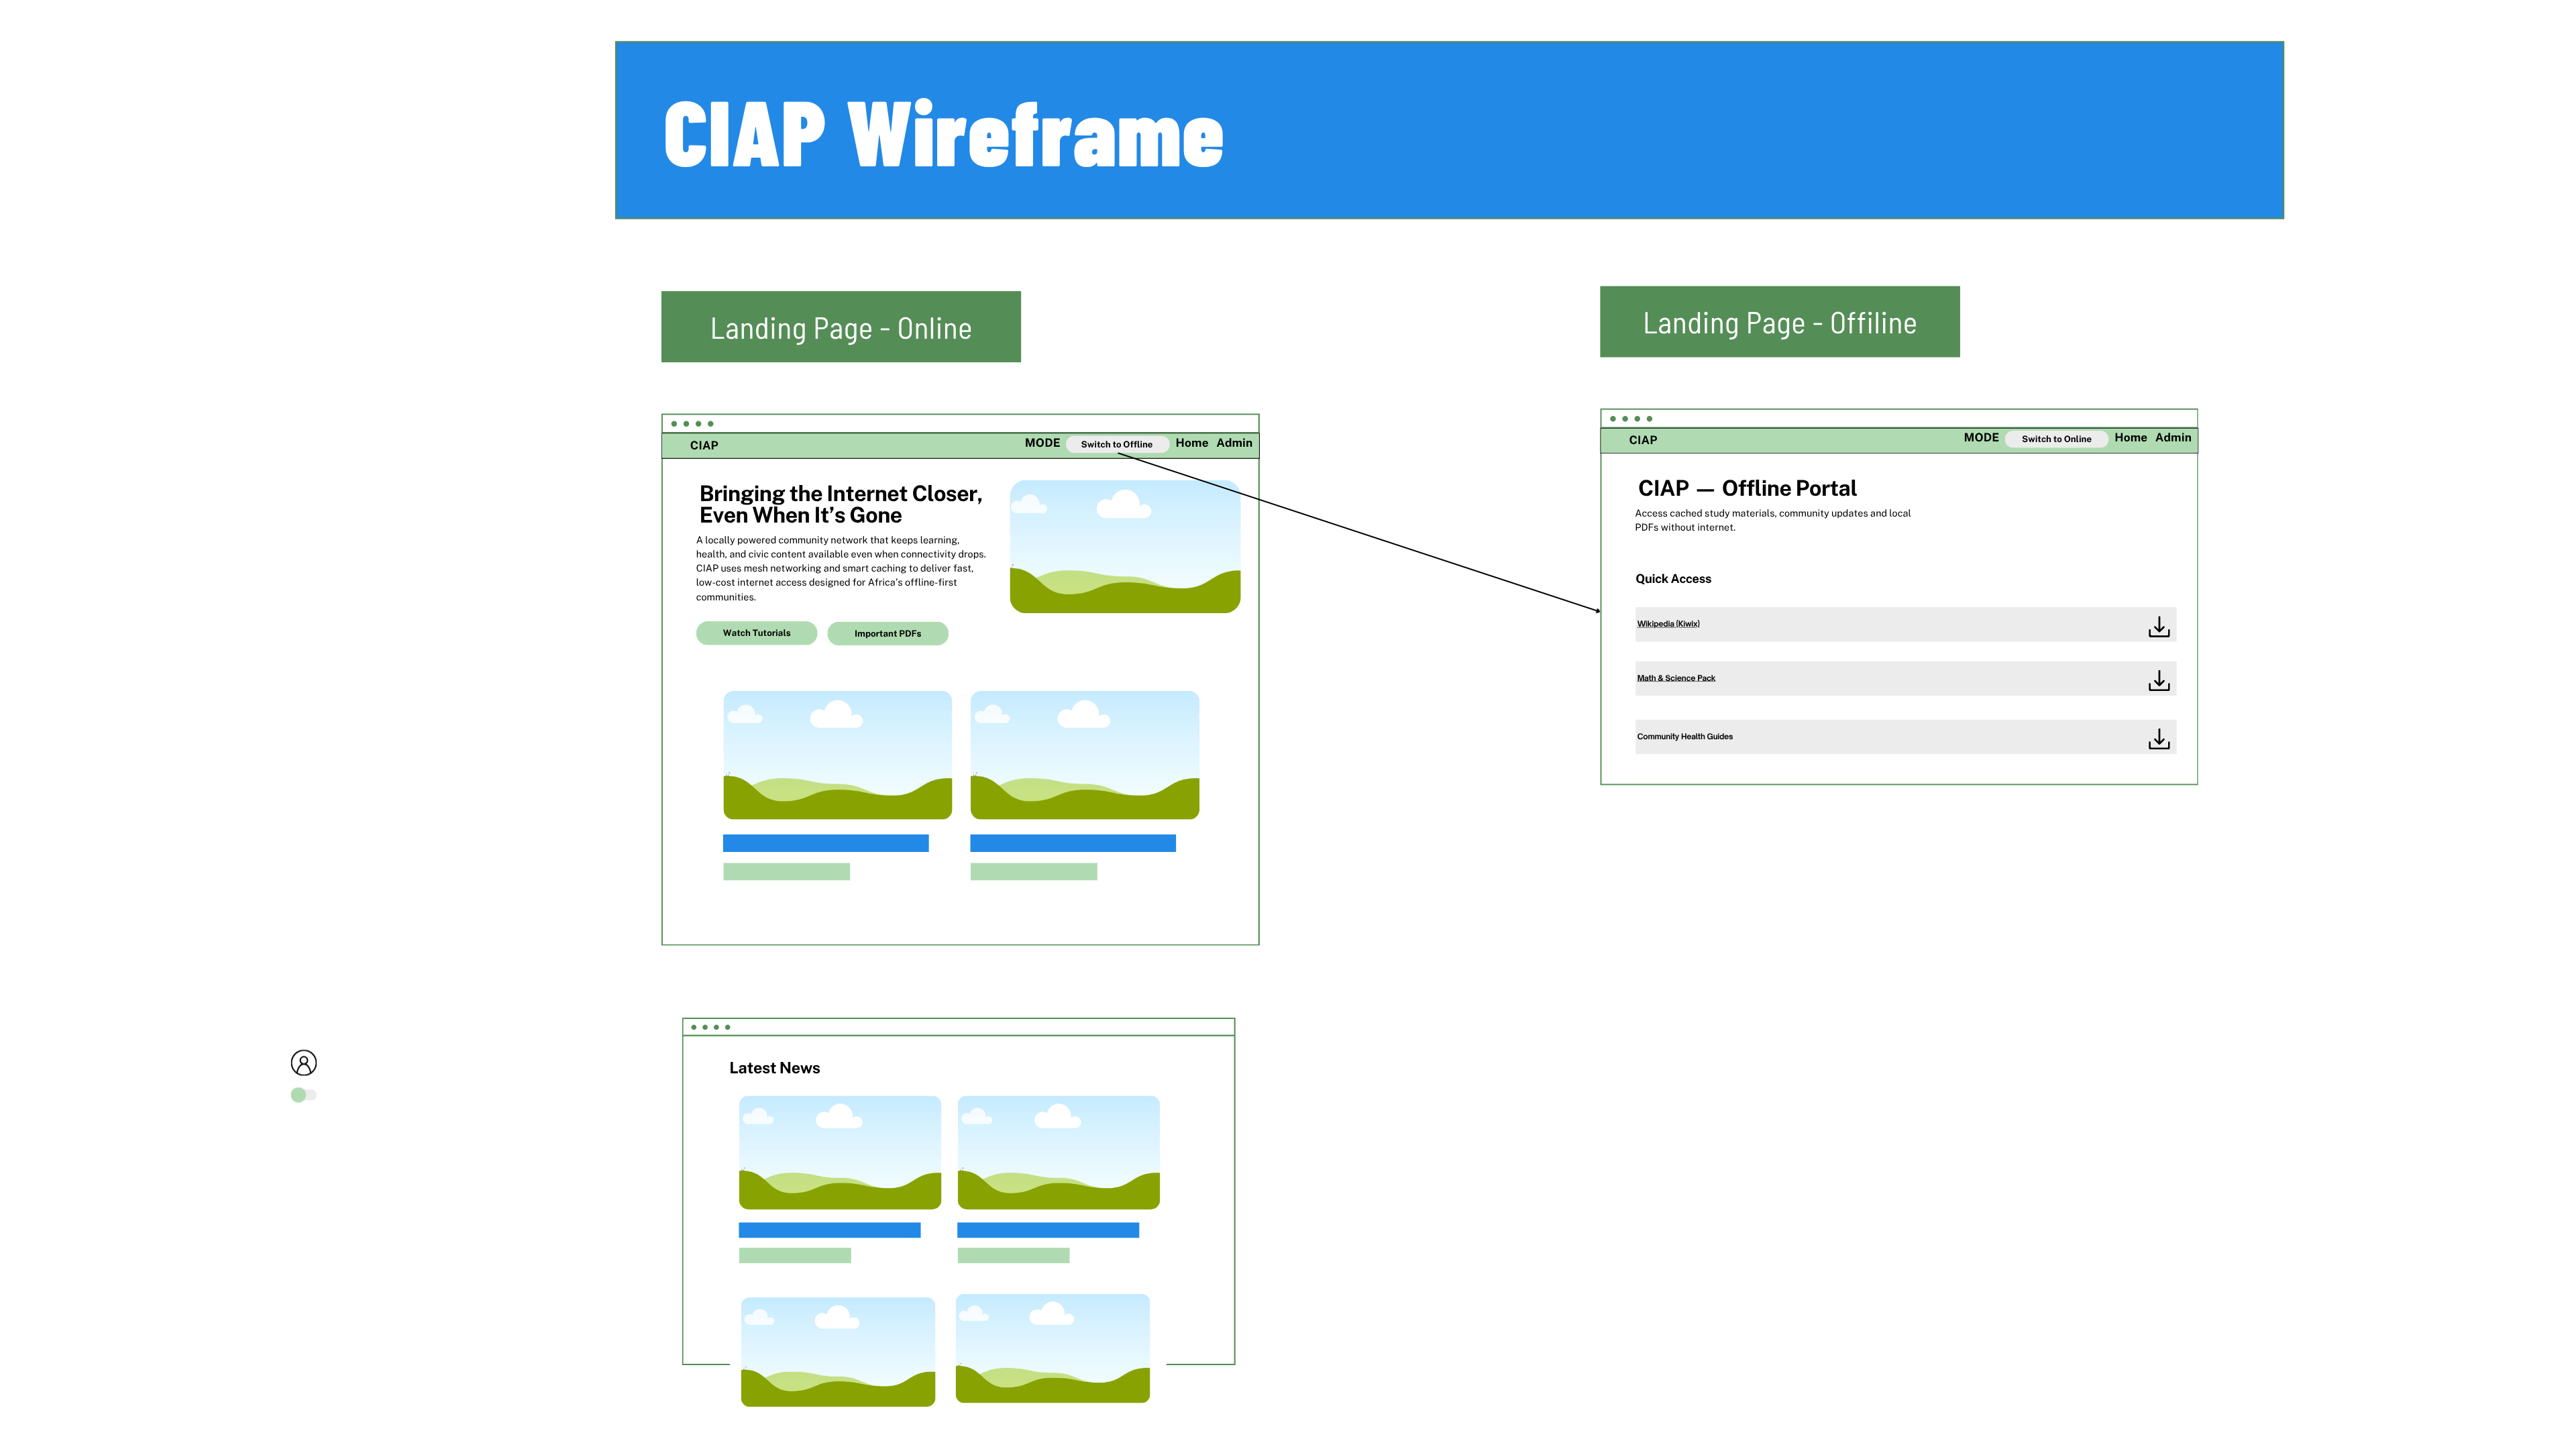 CIAP Wireframe
Landing Page - Online
CIAP
MODE Switch to Offline Home Admin
Bringing the Internet Closer,
Even When It's Gone
A locally powered community network that keeps learning,
health, and civic content available even when connectivity drops.
CIAP uses mesh networking and smart caching to deliver fast,
low-cost internet access designed for Africa's offline-first
communities.
Watch Tutorials
Important PDFs
Latest News
Landing Page - Offiline
CIAP
MODE Switch to Online Home Admin
CIAP — Offline Portal
Access cached study materials, community updates and local
PDFs without internet.
Quick Access
Wikipedia (Kiwix)
Math & Science Pack
Community Health Guides